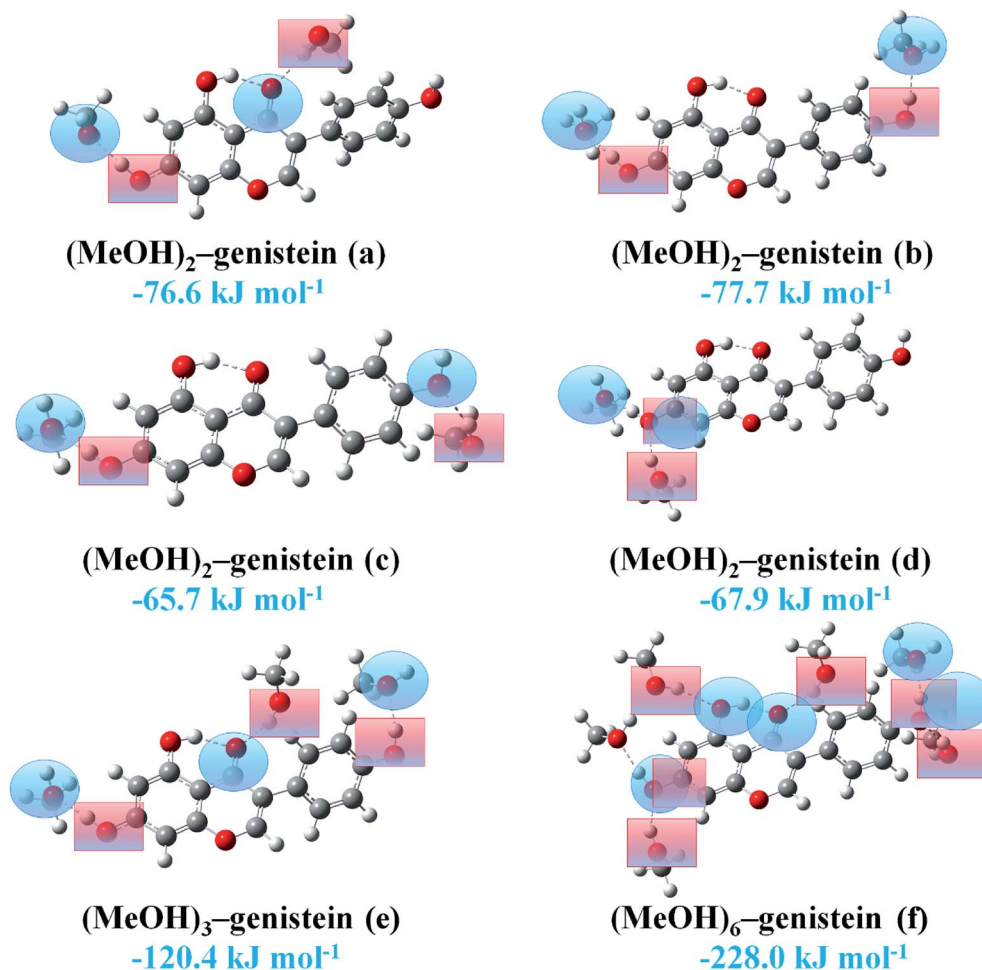 (MeOH)₂–genistein (a)
-76.6 kJ mol⁻¹
(MeOH)₂–genistein (b)
-77.7 kJ mol⁻¹
(MeOH)₂–genistein (c)
-65.7 kJ mol⁻¹
(MeOH)₂–genistein (d)
-67.9 kJ mol⁻¹
(MeOH)₃–genistein (e)
-120.4 kJ mol⁻¹
(MeOH)₆–genistein (f)
-228.0 kJ mol⁻¹